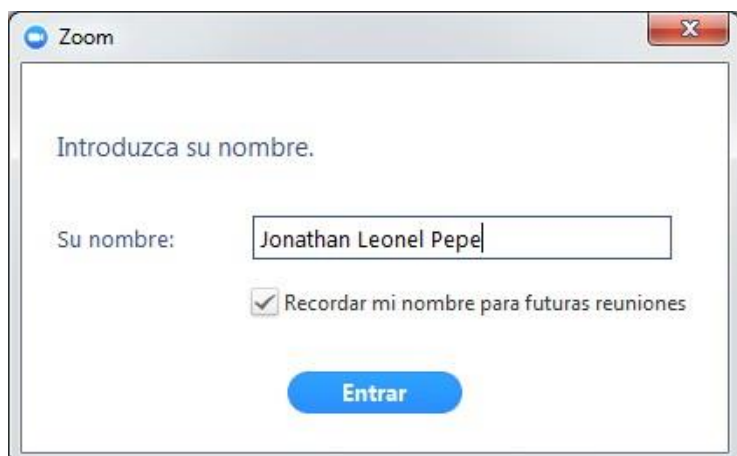 Zoom
Introduzca su nombre.
Su nombre: Jonathan Leonel Pepe
Recordar mi nombre para futuras reuniones
Entrar